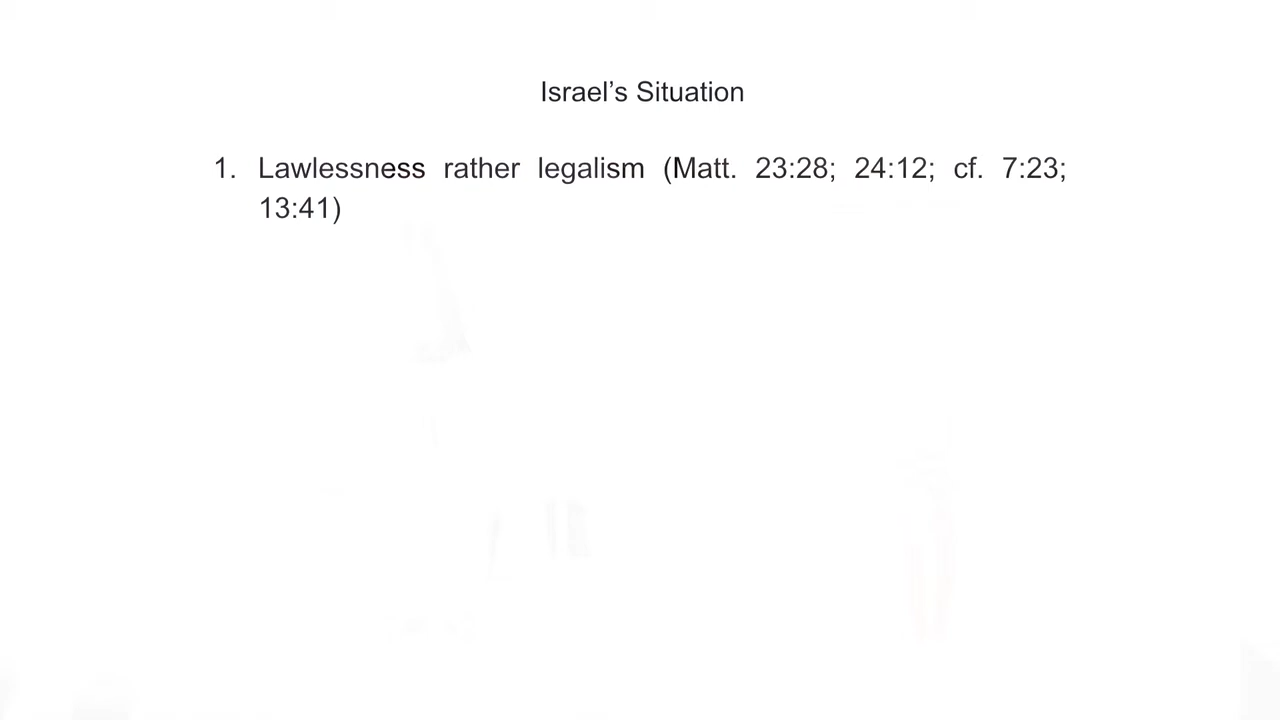 Israel’s Situation
1. Lawlessness rather legalism (Matt. 23:28; 24:12; cf. 7:23;
13:41)